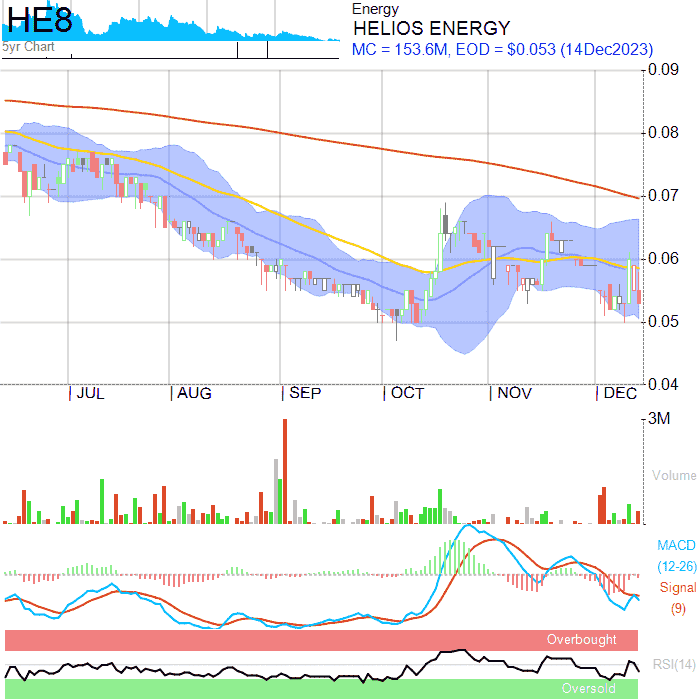 HE8
5yr Chart
Energy
HELIOS ENERGY
MC = 153.6M, EOD = $0.053 (14Dec2023)
0.09
0.08
0.07
0.06
0.05
0.04
JUL AUG SEP OCT NOV DEC
3M
Volume
MACD
(12-26)
Signal
(9)
Overbought
RSI(14)
Oversold